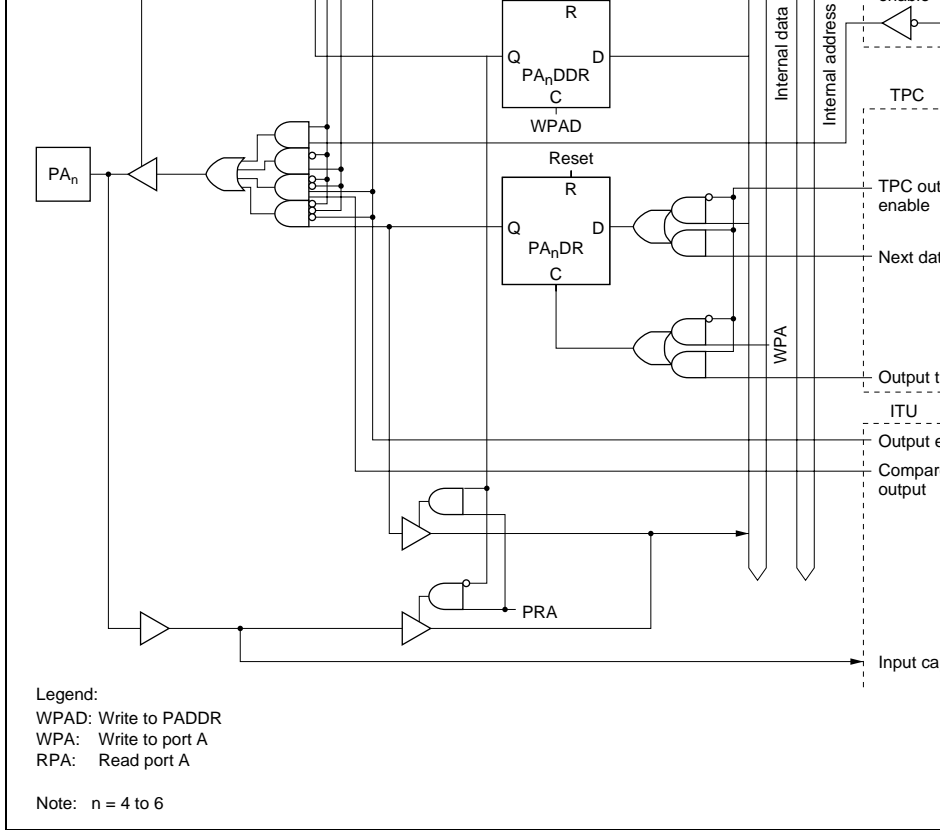 enable
Internal data
Internal address
R
Q D
PAnDDR
C
WPAD
TPC
PAn
Reset
R
TPC out
enable
Q D
PAnDR
C
Next dat
WPA
Output t
ITU
Output e
Compar
output
PRA
Input ca
Legend:
WPAD: Write to PADDR
WPA: Write to port A
RPA: Read port A
Note: n = 4 to 6